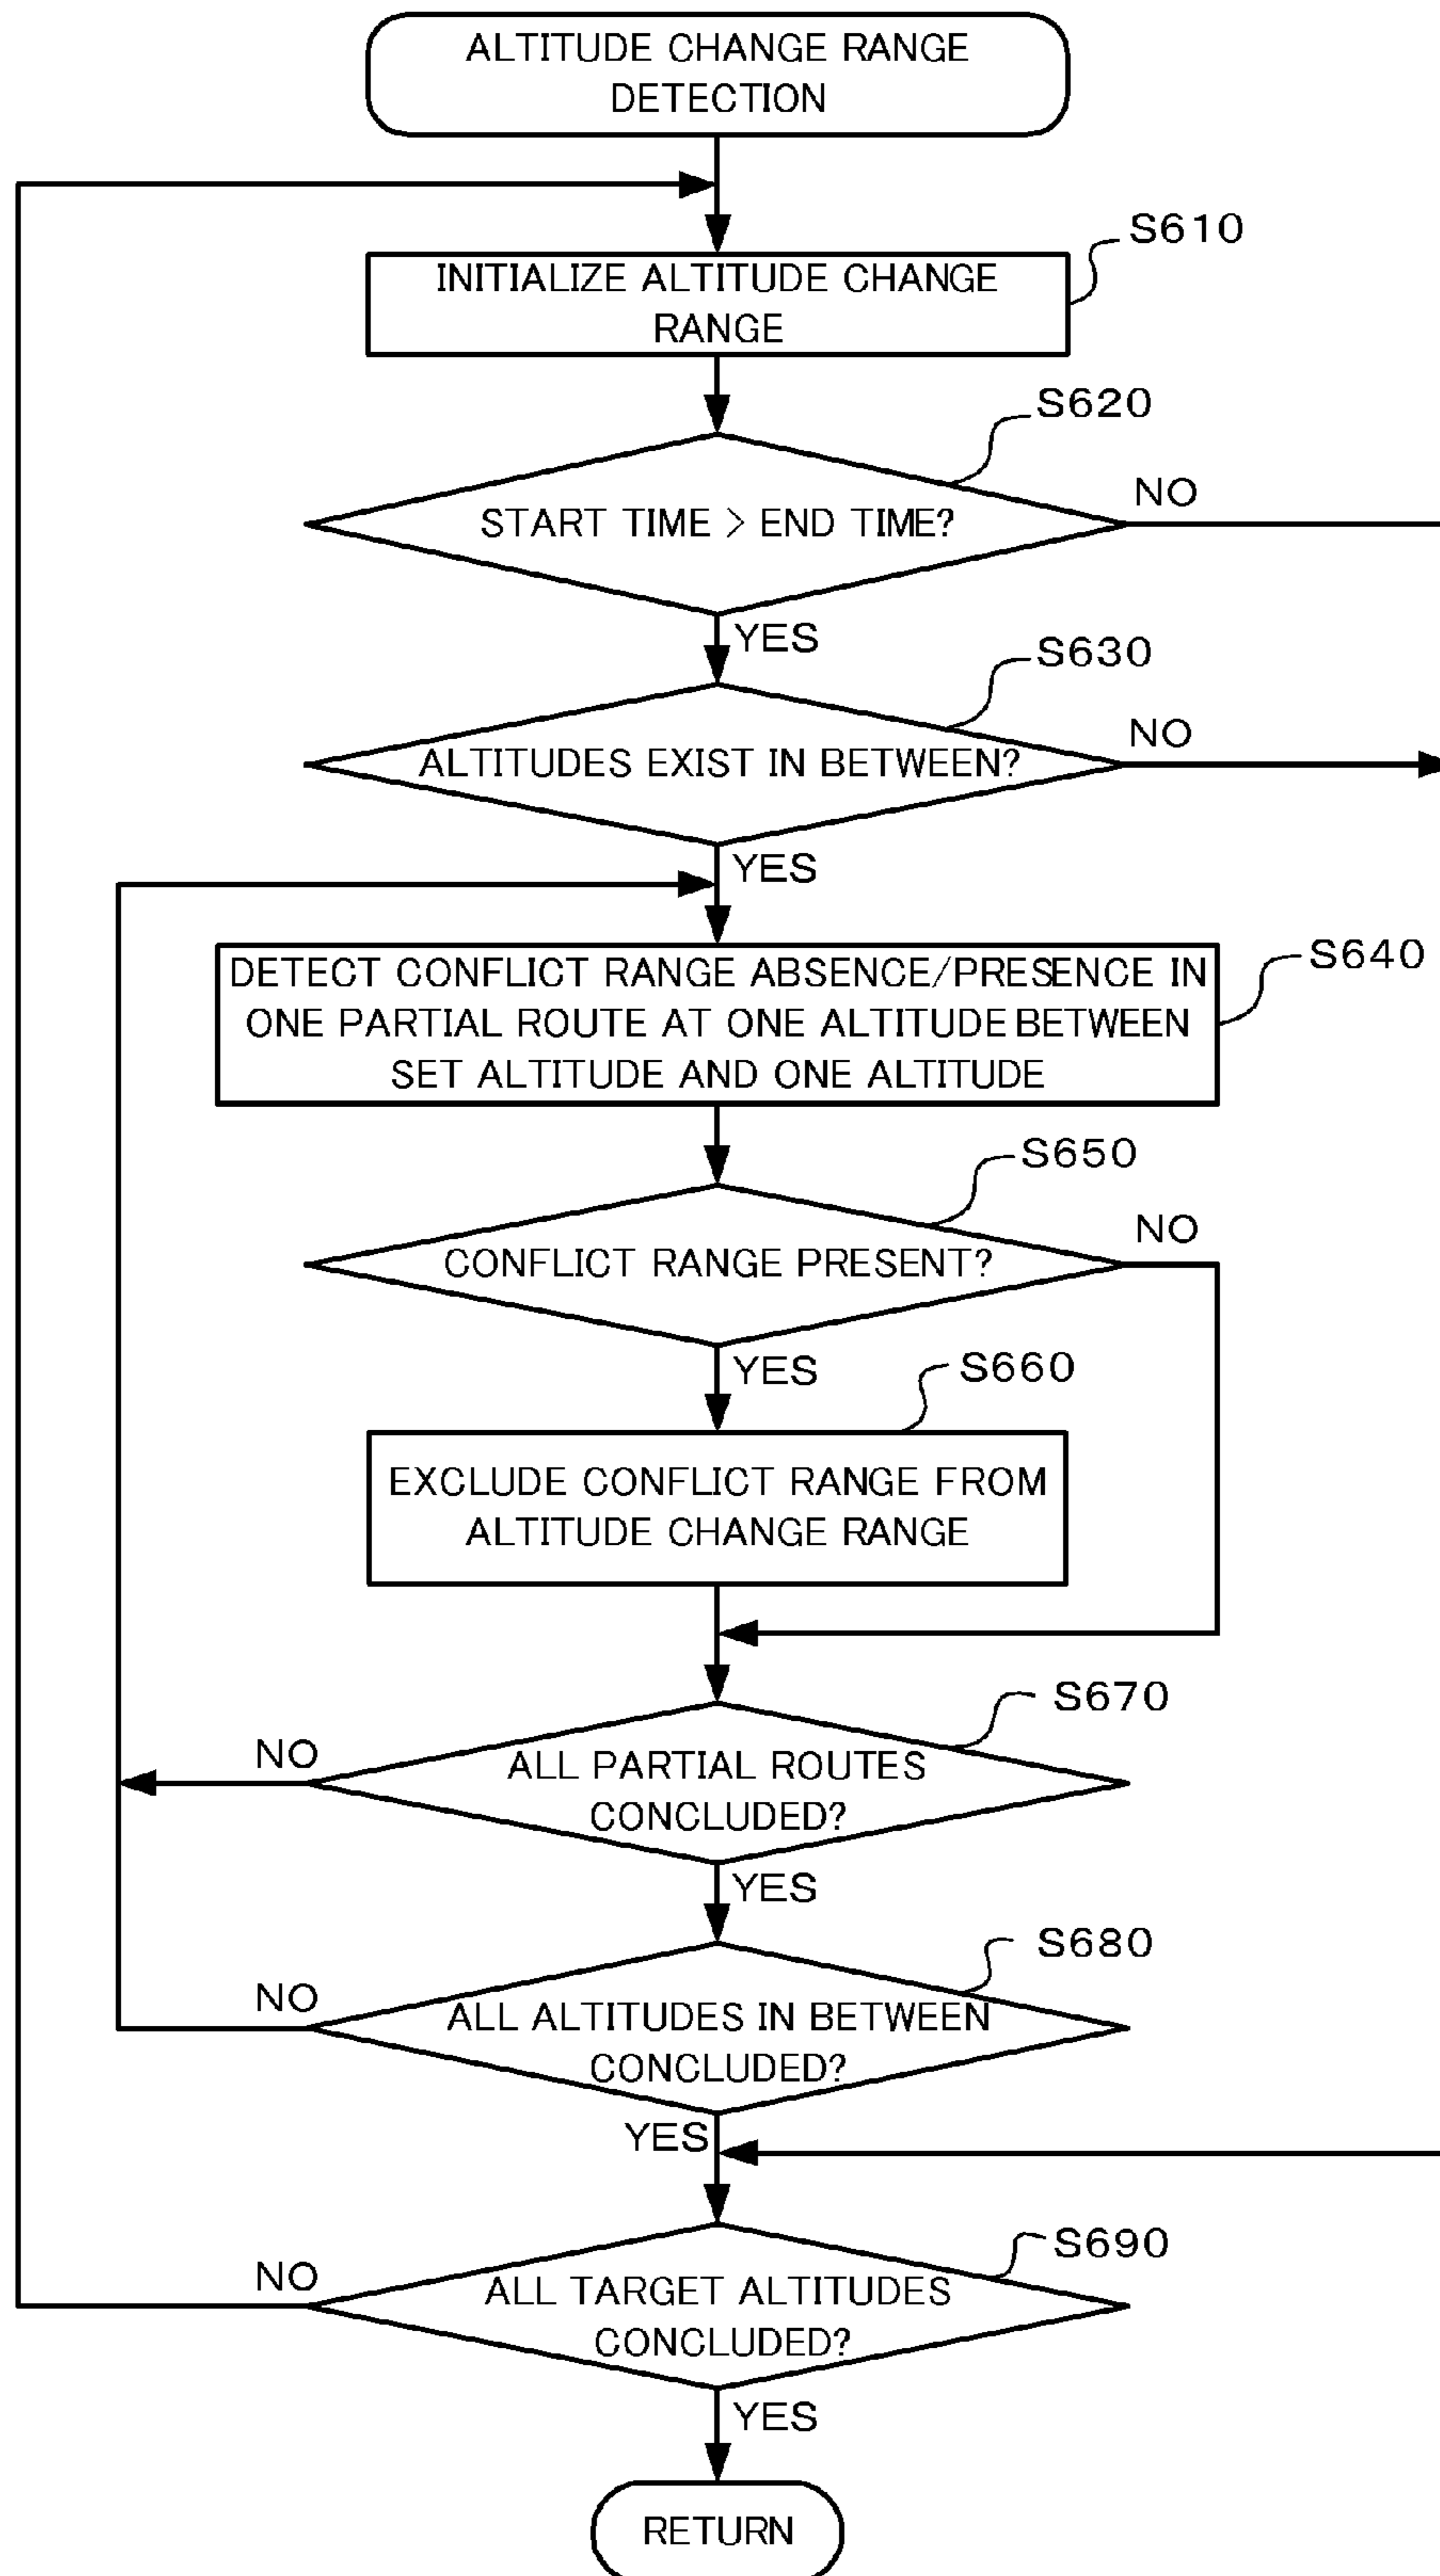 ALTITUDE CHANGE RANGE
DETECTION
S610
INITIALIZE ALTITUDE CHANGE
RANGE
S620
NO
START TIME > END TIME?
YES
S630
NO
ALTITUDES EXIST IN BETWEEN?
YES
S640
DETECT CONFLICT RANGE ABSENCE/PRESENCE IN
ONE PARTIAL ROUTE AT ONE ALTITUDE BETWEEN
SET ALTITUDE AND ONE ALTITUDE
S650
NO
CONFLICT RANGE PRESENT?
YES
S660
EXCLUDE CONFLICT RANGE FROM
ALTITUDE CHANGE RANGE
S670
NO
ALL PARTIAL ROUTES
CONCLUDED?
YES
S680
NO
ALL ALTITUDES IN BETWEEN
CONCLUDED?
YES
S690
NO
ALL TARGET ALTITUDES
CONCLUDED?
YES
RETURN